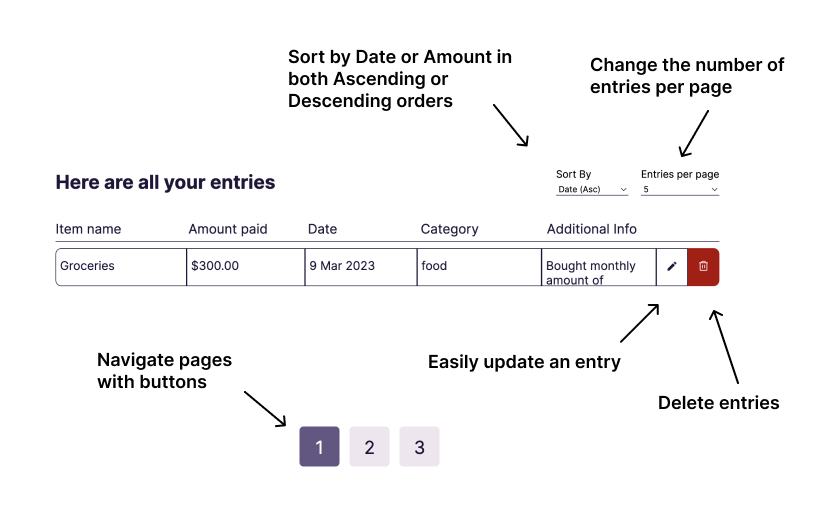 Sort by Date or Amount in
both Ascending or
Descending orders
Change the number of
entries per page
Here are all your entries
Sort By
Date (Asc)
Entries per page
5
Item name Amount paid Date Category Additional Info
Groceries $300.00 9 Mar 2023 food Bought monthly
amount of
Navigate pages
with buttons
Easily update an entry
Delete entries
1 2 3